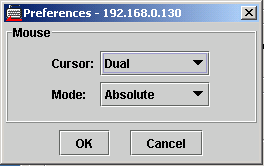 Preferences - 192.168.0.130
Mouse
Cursor: Dual
Mode: Absolute
OK Cancel